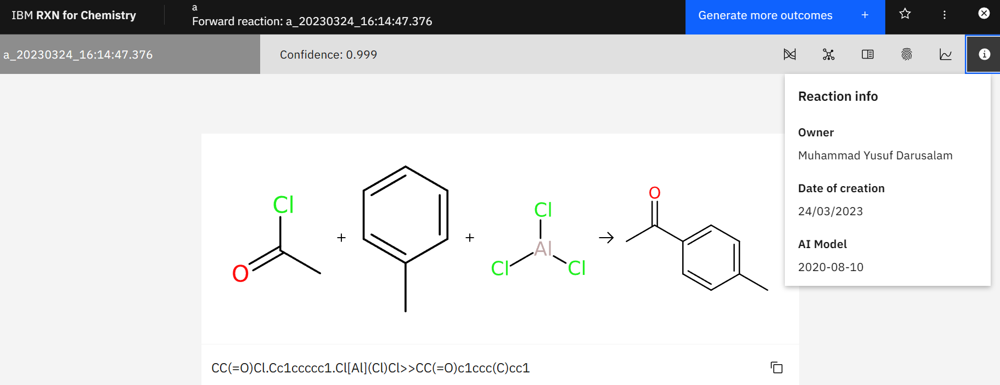 IBM RXN for Chemistry
a
Forward reaction: a_20230324_16:14:47.376
Generate more outcomes +
a_20230324_16:14:47.376
Confidence: 0.999
Reaction info
Owner
Muhammad Yusuf Darusalam
Date of creation
24/03/2023
AI Model
2020-08-10
Cl
O
+
+
Cl
Al
Cl
Cl
O
CC(=O)Cl.Cc1ccccc1.Cl[Al](Cl)Cl>>CC(=O)c1ccc(C)cc1